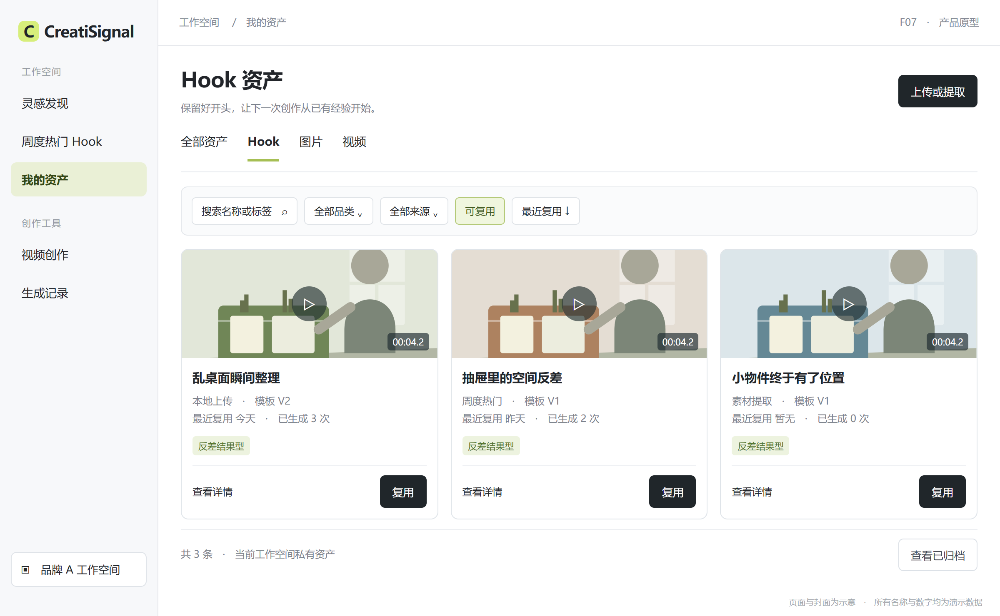 C CreatiSignal
工作空间
灵感发现
周度热门 Hook
我的资产
创作工具
视频创作
生成记录
品牌 A 工作空间
工作空间 / 我的资产
F07 · 产品原型
Hook 资产
保留好开头，让下一次创作从已有经验开始。
上传或提取
全部资产 Hook 图片 视频
搜索名称或标签 全部品类 全部来源 可复用 最近复用↓
00:04.2
乱桌面瞬间整理
本地上传 · 模板 V2
最近复用 今天 · 已生成 3 次
反差结果型
查看详情 复用
00:04.2
抽屉里的空间反差
周度热门 · 模板 V1
最近复用 昨天 · 已生成 2 次
反差结果型
查看详情 复用
00:04.2
小物件终于有了位置
素材提取 · 模板 V1
最近复用 暂无 · 已生成 0 次
反差结果型
查看详情 复用
共 3 条 · 当前工作空间私有资产
查看已归档
页面与封面为示意 · 所有名称与数字均为演示数据